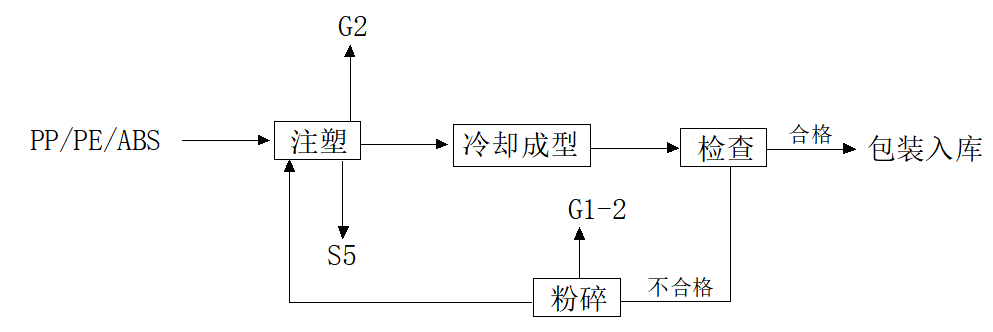 G2
PP/PE/ABS
注塑
冷却成型
检查
合格
包装入库
G1-2
S5
粉碎
不合格